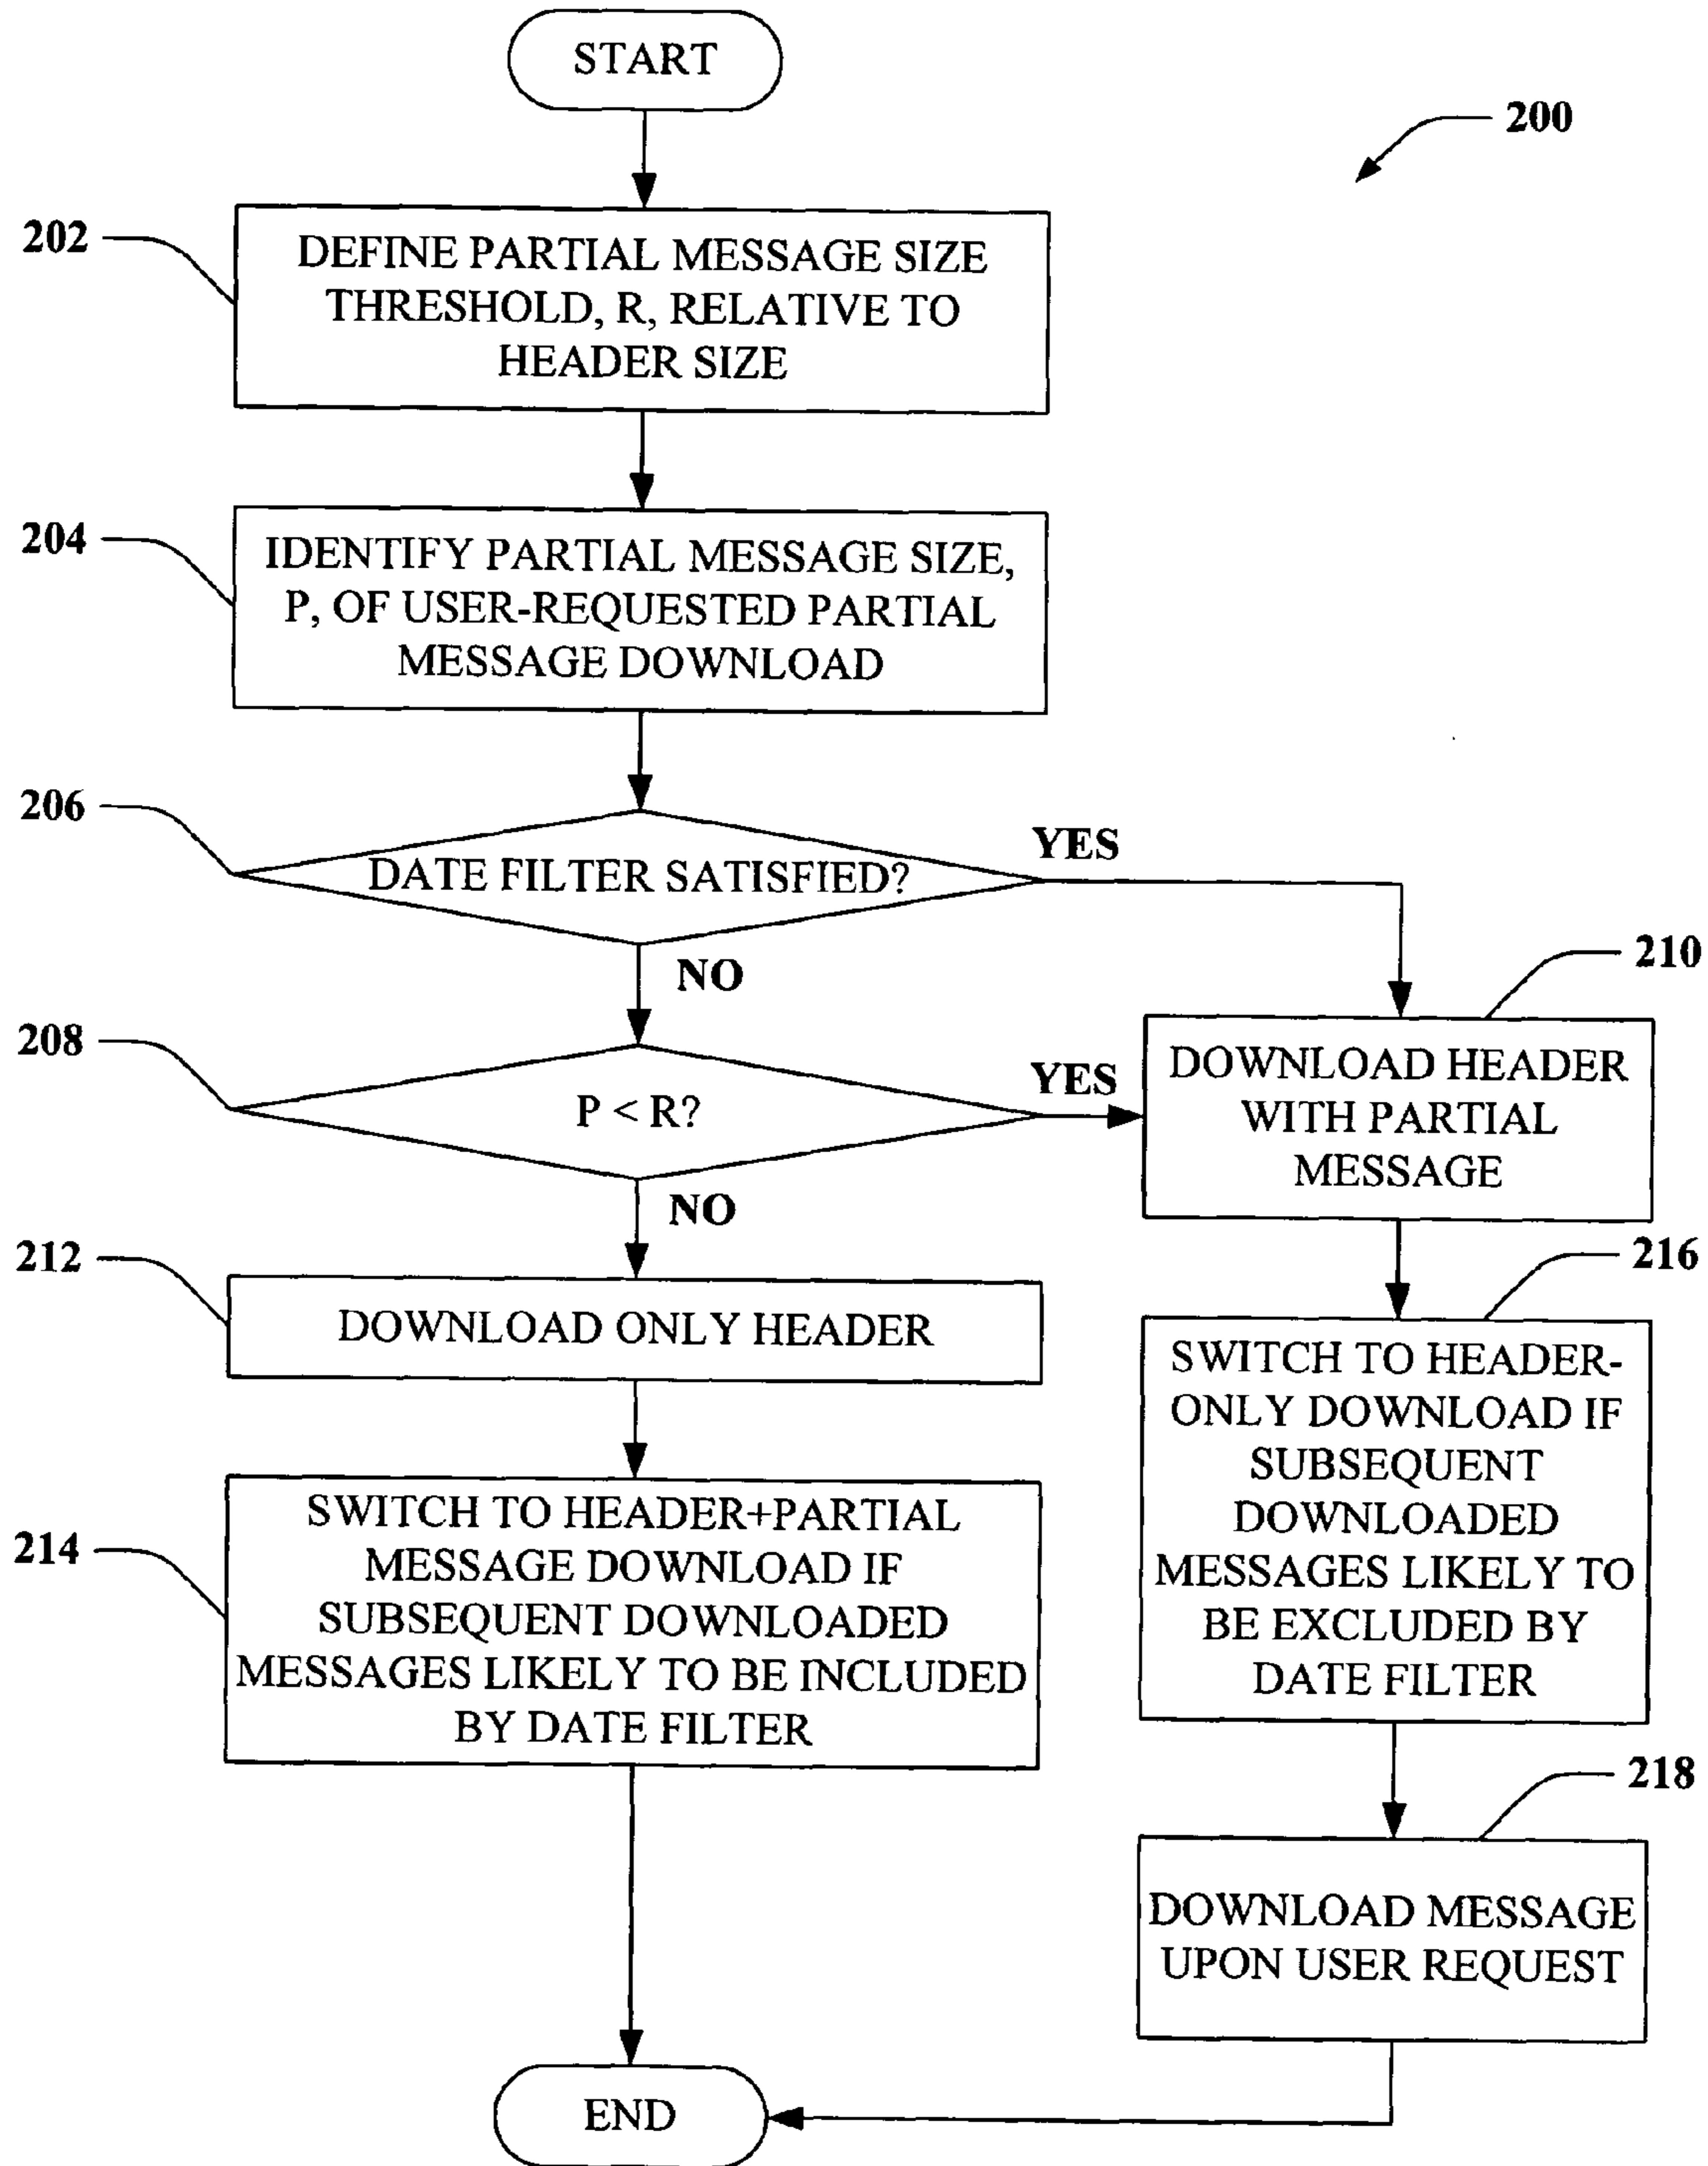 START
200
202
DEFINE PARTIAL MESSAGE SIZE
THRESHOLD, R, RELATIVE TO
HEADER SIZE
204
IDENTIFY PARTIAL MESSAGE SIZE,
P, OF USER-REQUESTED PARTIAL
MESSAGE DOWNLOAD
206
DATE FILTER SATISFIED?
YES
NO
208
P < R?
YES
NO
210
DOWNLOAD HEADER
WITH PARTIAL
MESSAGE
212
DOWNLOAD ONLY HEADER
216
SWITCH TO HEADER-
ONLY DOWNLOAD IF
SUBSEQUENT
DOWNLOADED
MESSAGES LIKELY TO
BE EXCLUDED BY
DATE FILTER
214
SWITCH TO HEADER+PARTIAL
MESSAGE DOWNLOAD IF
SUBSEQUENT DOWNLOADED
MESSAGES LIKELY TO BE INCLUDED
BY DATE FILTER
218
DOWNLOAD MESSAGE
UPON USER REQUEST
END